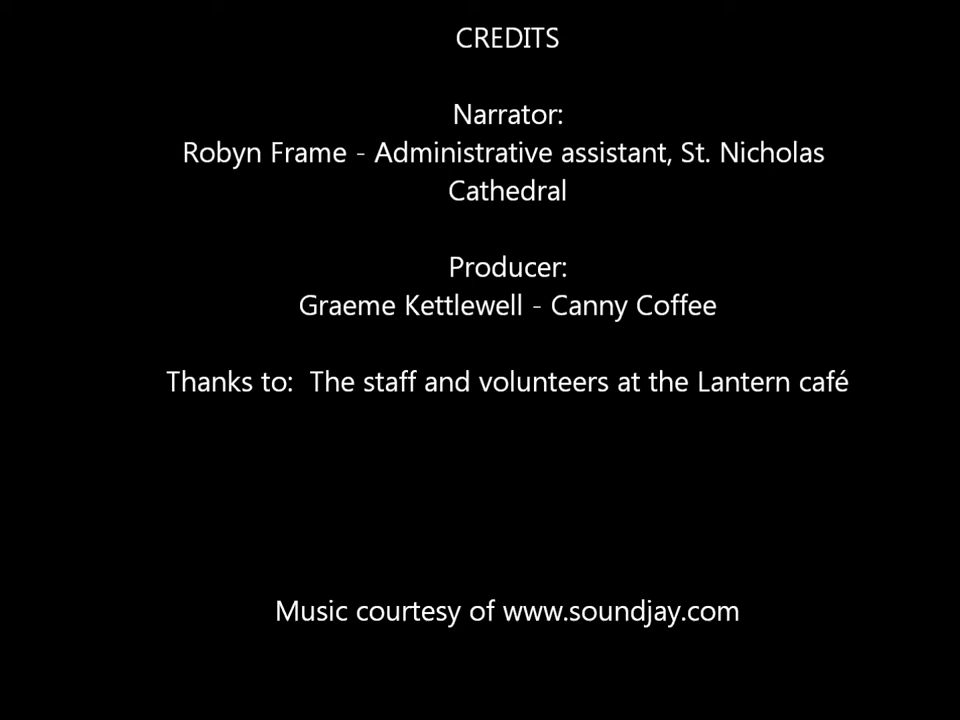 CREDITS
Narrator:
Robyn Frame - Administrative assistant, St. Nicholas
Cathedral
Producer:
Graeme Kettlewell - Canny Coffee
Thanks to:  The staff and volunteers at the Lantern café
Music courtesy of www.soundjay.com